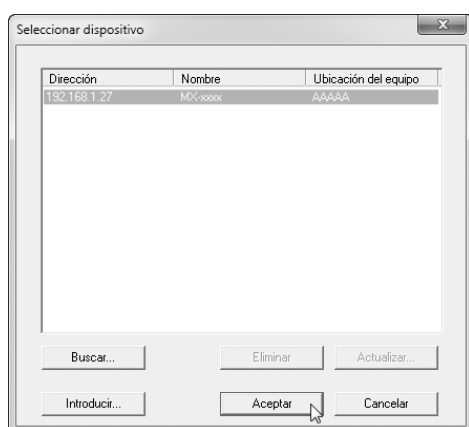 Seleccionar dispositivo
Dirección Nombre Ubicación del equipo
192.168.1.27 MX-xxxx AAAAA
Buscar... Eliminar Actualizar...
Introducir... Aceptar Cancelar